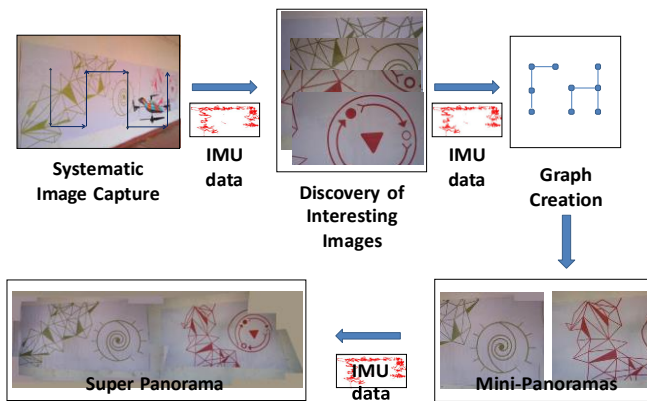 Systematic
Image Capture
IMU
data
Discovery of
Interesting
Images
IMU
data
Graph
Creation
Super Panorama
IMU
data
Mini-Panoramas